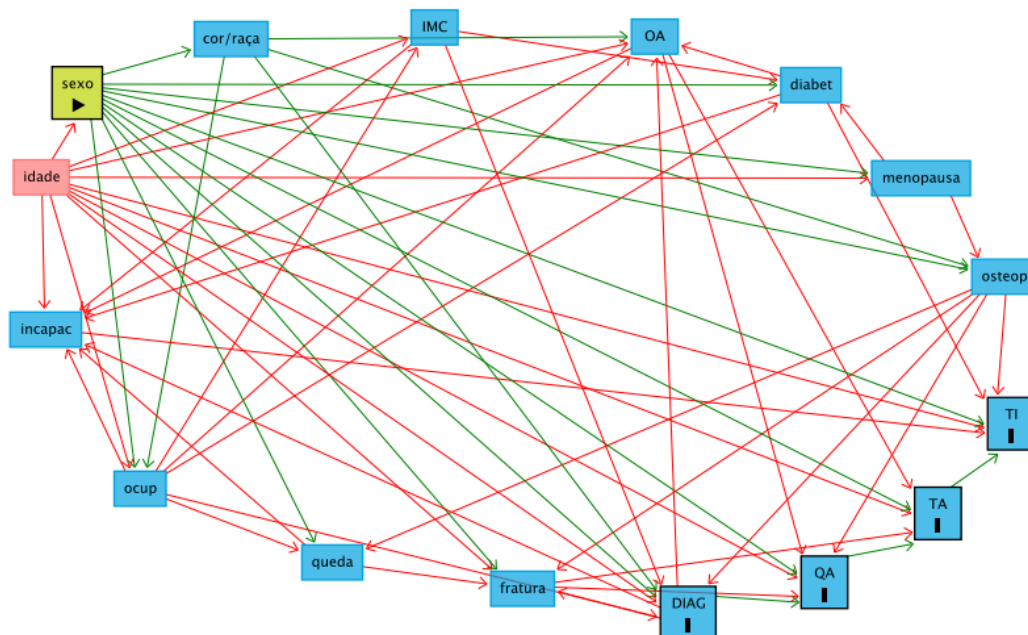 IMC
OA
cor/raça
diabet
sexo
idade
menopausa
osteop
incapac
TI
ocup
TA
queda
QA
fratura
DIAG